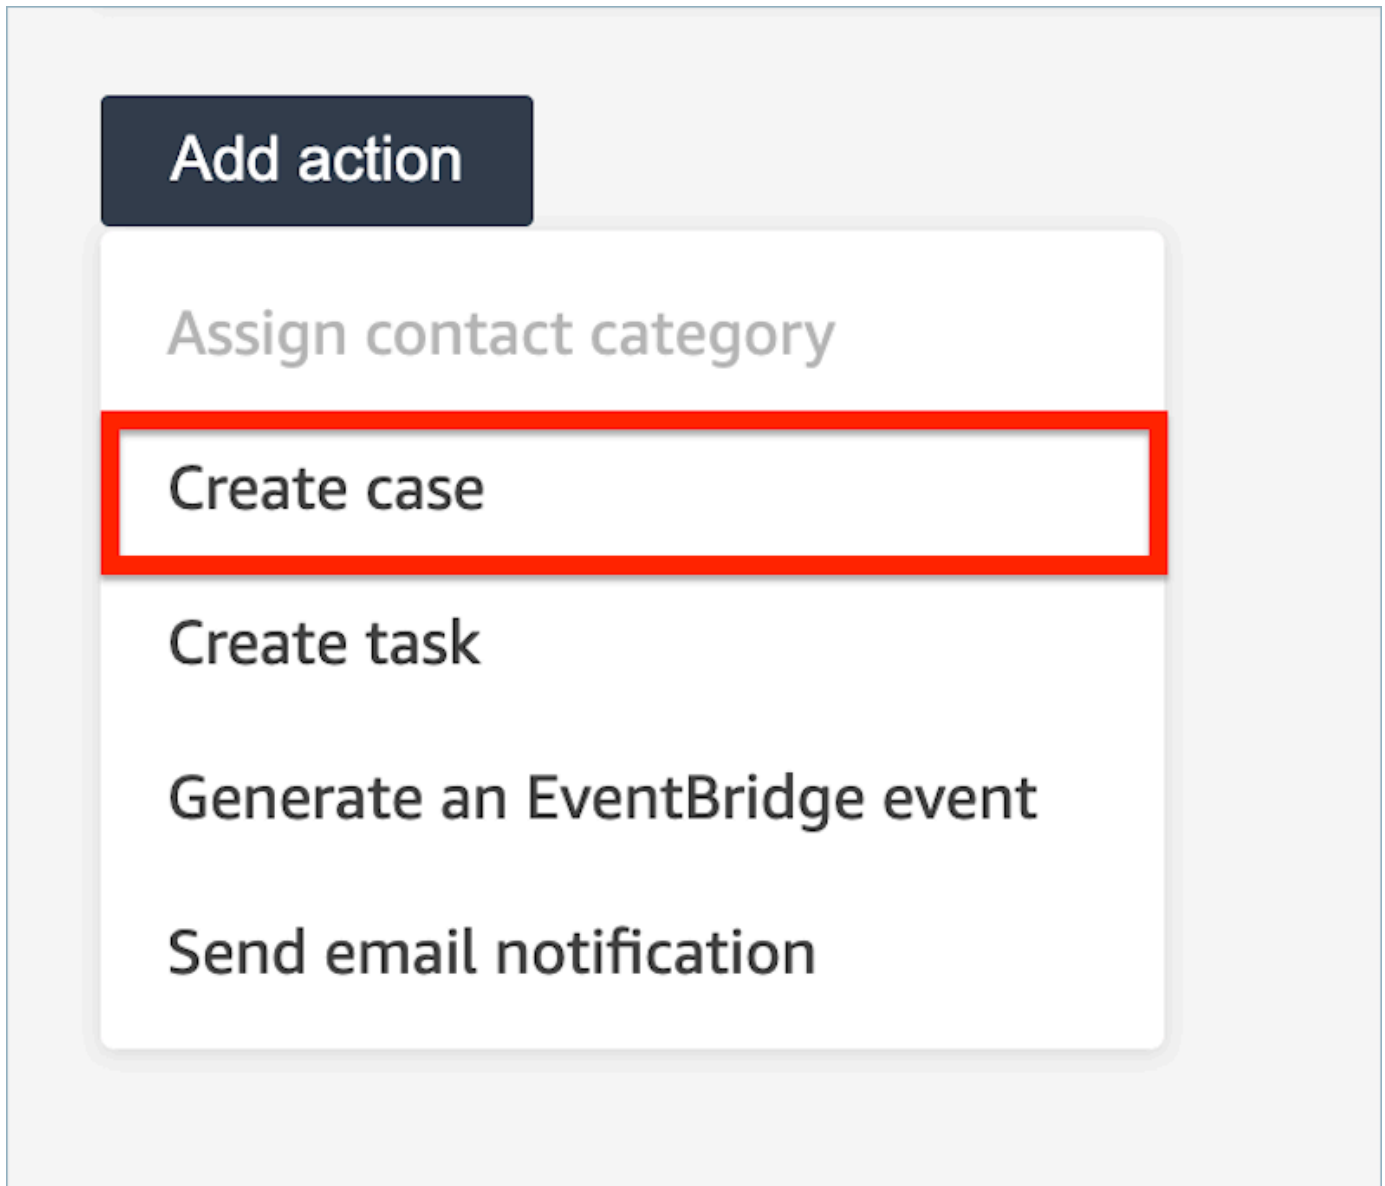 Add action
Assign contact category
Create case
Create task
Generate an EventBridge event
Send email notification